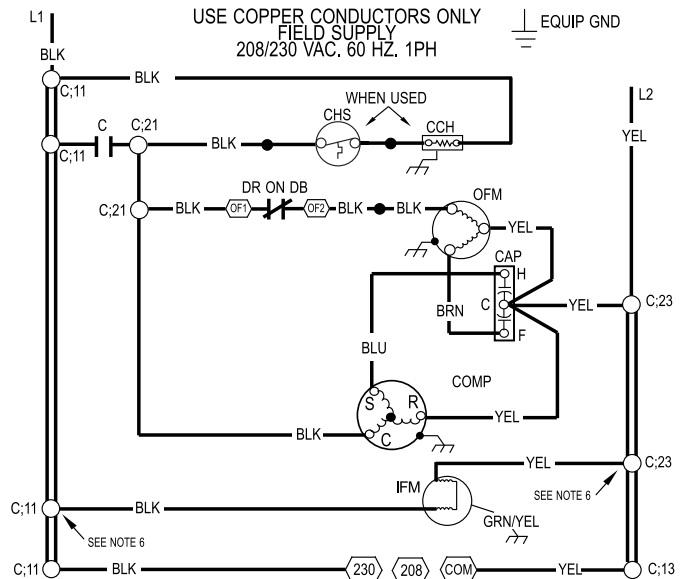 L1
USE COPPER CONDUCTORS ONLY
FIELD SUPPLY
208/230 VAC. 60 HZ. 1PH
EQUIP GND
BLK
C;11
BLK
L2
WHEN USED
CHS
CCH
C
C;21
C;11
BLK
YEL
DR ON DB
OFM
C;21
BLK
OF1
OF2
BLK
BLK
YEL
CAP
H
C
F
BRN
YEL
C;23
BLU
COMP
S
R
C
YEL
BLK
YEL
C;23
IFM
SEE NOTE 6
C;11
BLK
GRN/YEL
SEE NOTE 6
C;11
BLK
230
208
COM
YEL
C;13